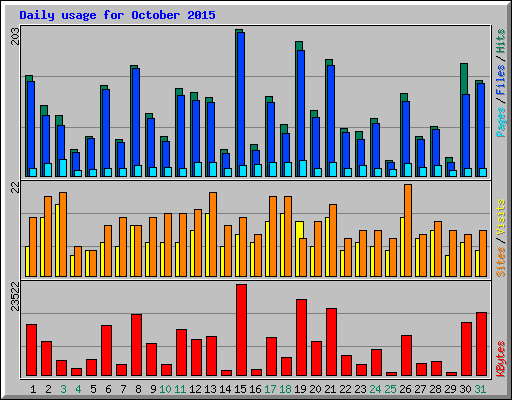 Daily usage for October 2015
203
Pages / Files / Hits
22
Sites / Visits
23522
KBytes
1 2 3 4 5 6 7 8 9 10 11 12 13 14 15 16 17 18 19 20 21 22 23 24 25 26 27 28 29 30 31